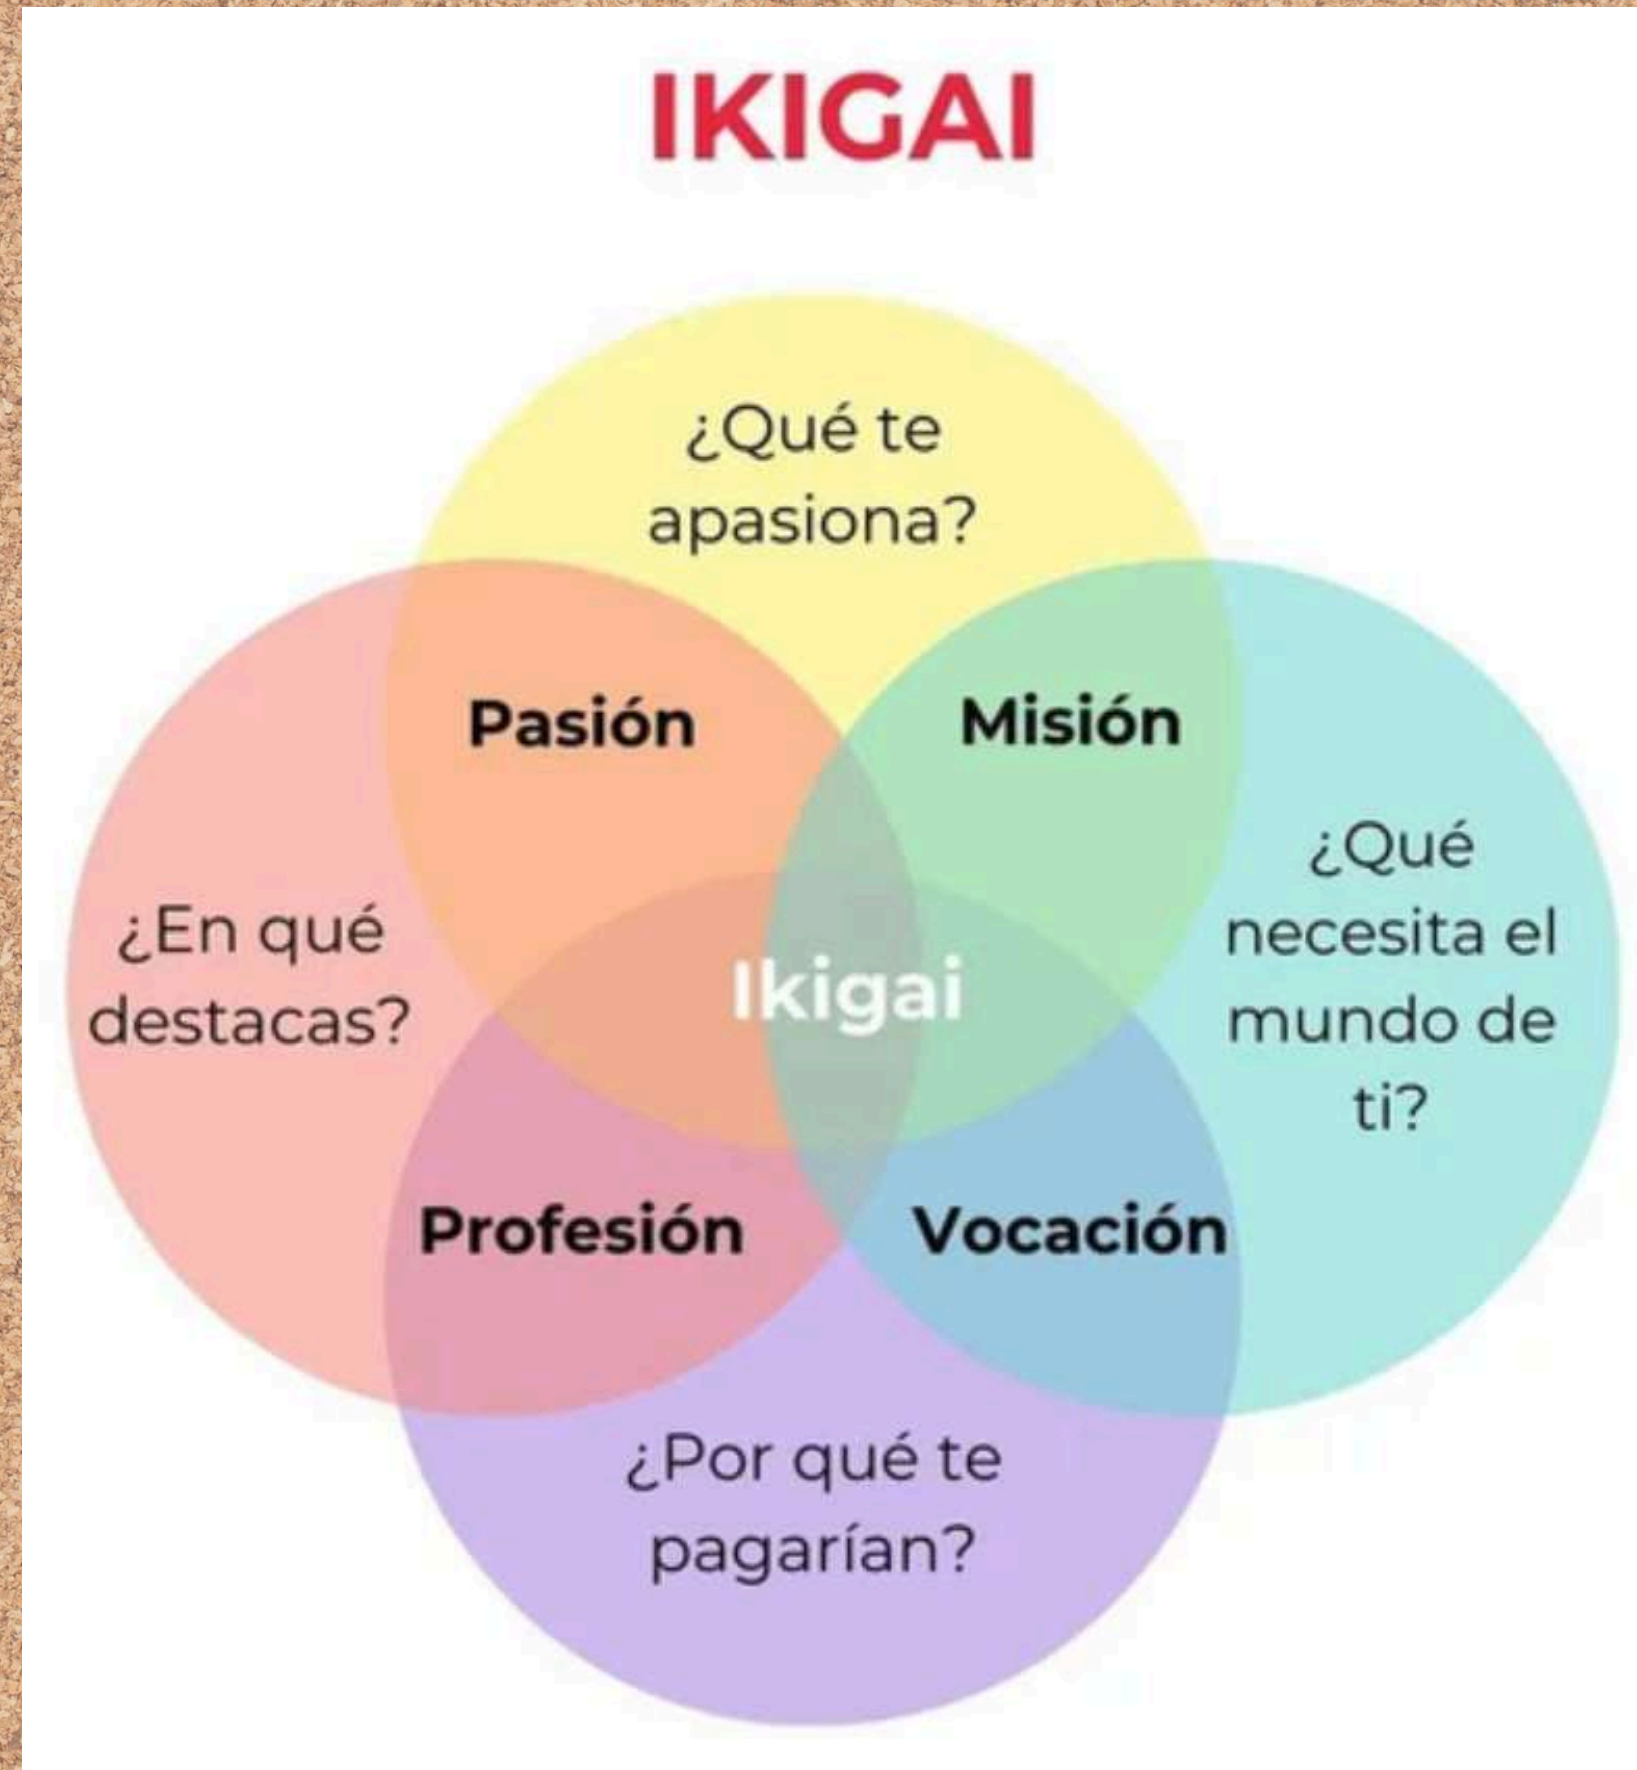 IKIGAI
¿Qué te
apasiona?
Pasión
Misión
¿En qué
destacas?
Ikigai
¿Qué
necesita el
mundo de
ti?
Profesión
Vocación
¿Por qué te
pagarían?